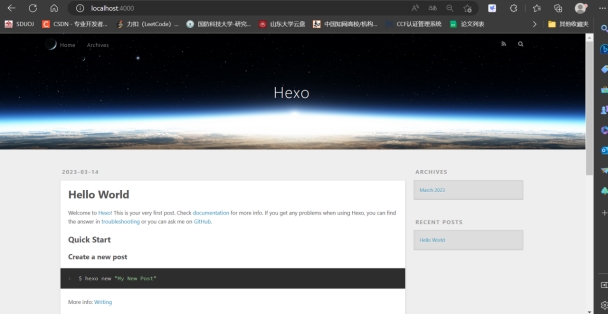 localhost:4000
SDUOJ
CSDN - 专业开发者...
力扣 (LeetCode) ...
国防科技大学-研究...
山东大学云盘
中国知网高校/机构...
CCF认证管理系统
论文列表
其他收藏夹
Home
Archives
Hexo
2023-03-14
Hello World
Welcome to Hexo! This is your very first post. Check documentation for more info. If you get any problems when using Hexo, you can
find the answer in troubleshooting or you can ask me on GitHub.
Quick Start
Create a new post
1 $ hexo new "My New Post"
More info: Writing
ARCHIVES
March 2023
RECENT POSTS
Hello World